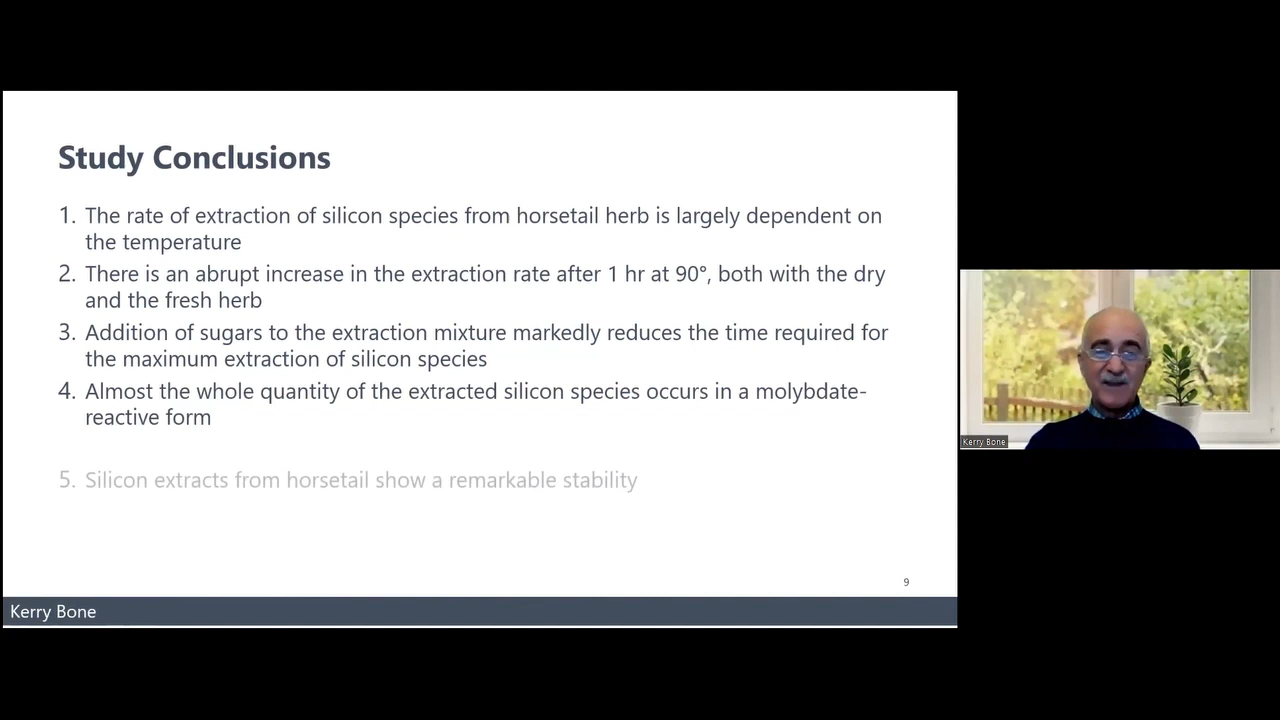 Study Conclusions
1. The rate of extraction of silicon species from horsetail herb is largely dependent on
the temperature
2. There is an abrupt increase in the extraction rate after 1 hr at 90°, both with the dry
and the fresh herb
3. Addition of sugars to the extraction mixture markedly reduces the time required for
the maximum extraction of silicon species
4. Almost the whole quantity of the extracted silicon species occurs in a molybdate-
reactive form
5. Silicon extracts from horsetail show a remarkable stability
9
Kerry Bone
Kerry Bone